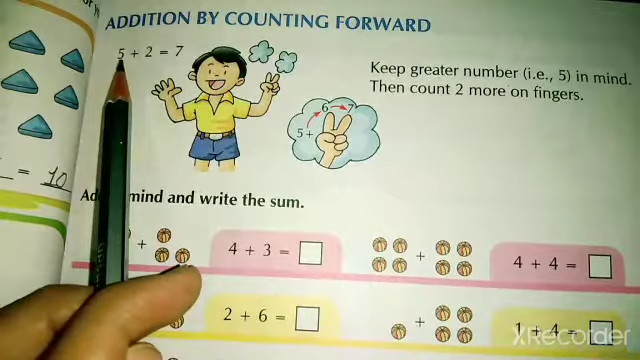 ADDITION BY COUNTING FORWARD
5 + 2 = 7
Keep greater number (i.e., 5) in mind.
Then count 2 more on fingers.
6 7
5 +
= 10
mind and write the sum.
+ 4 + 3 =
+ 4 + 4 =
2 + 6 =
+ 1 + 4 =
XRecorder